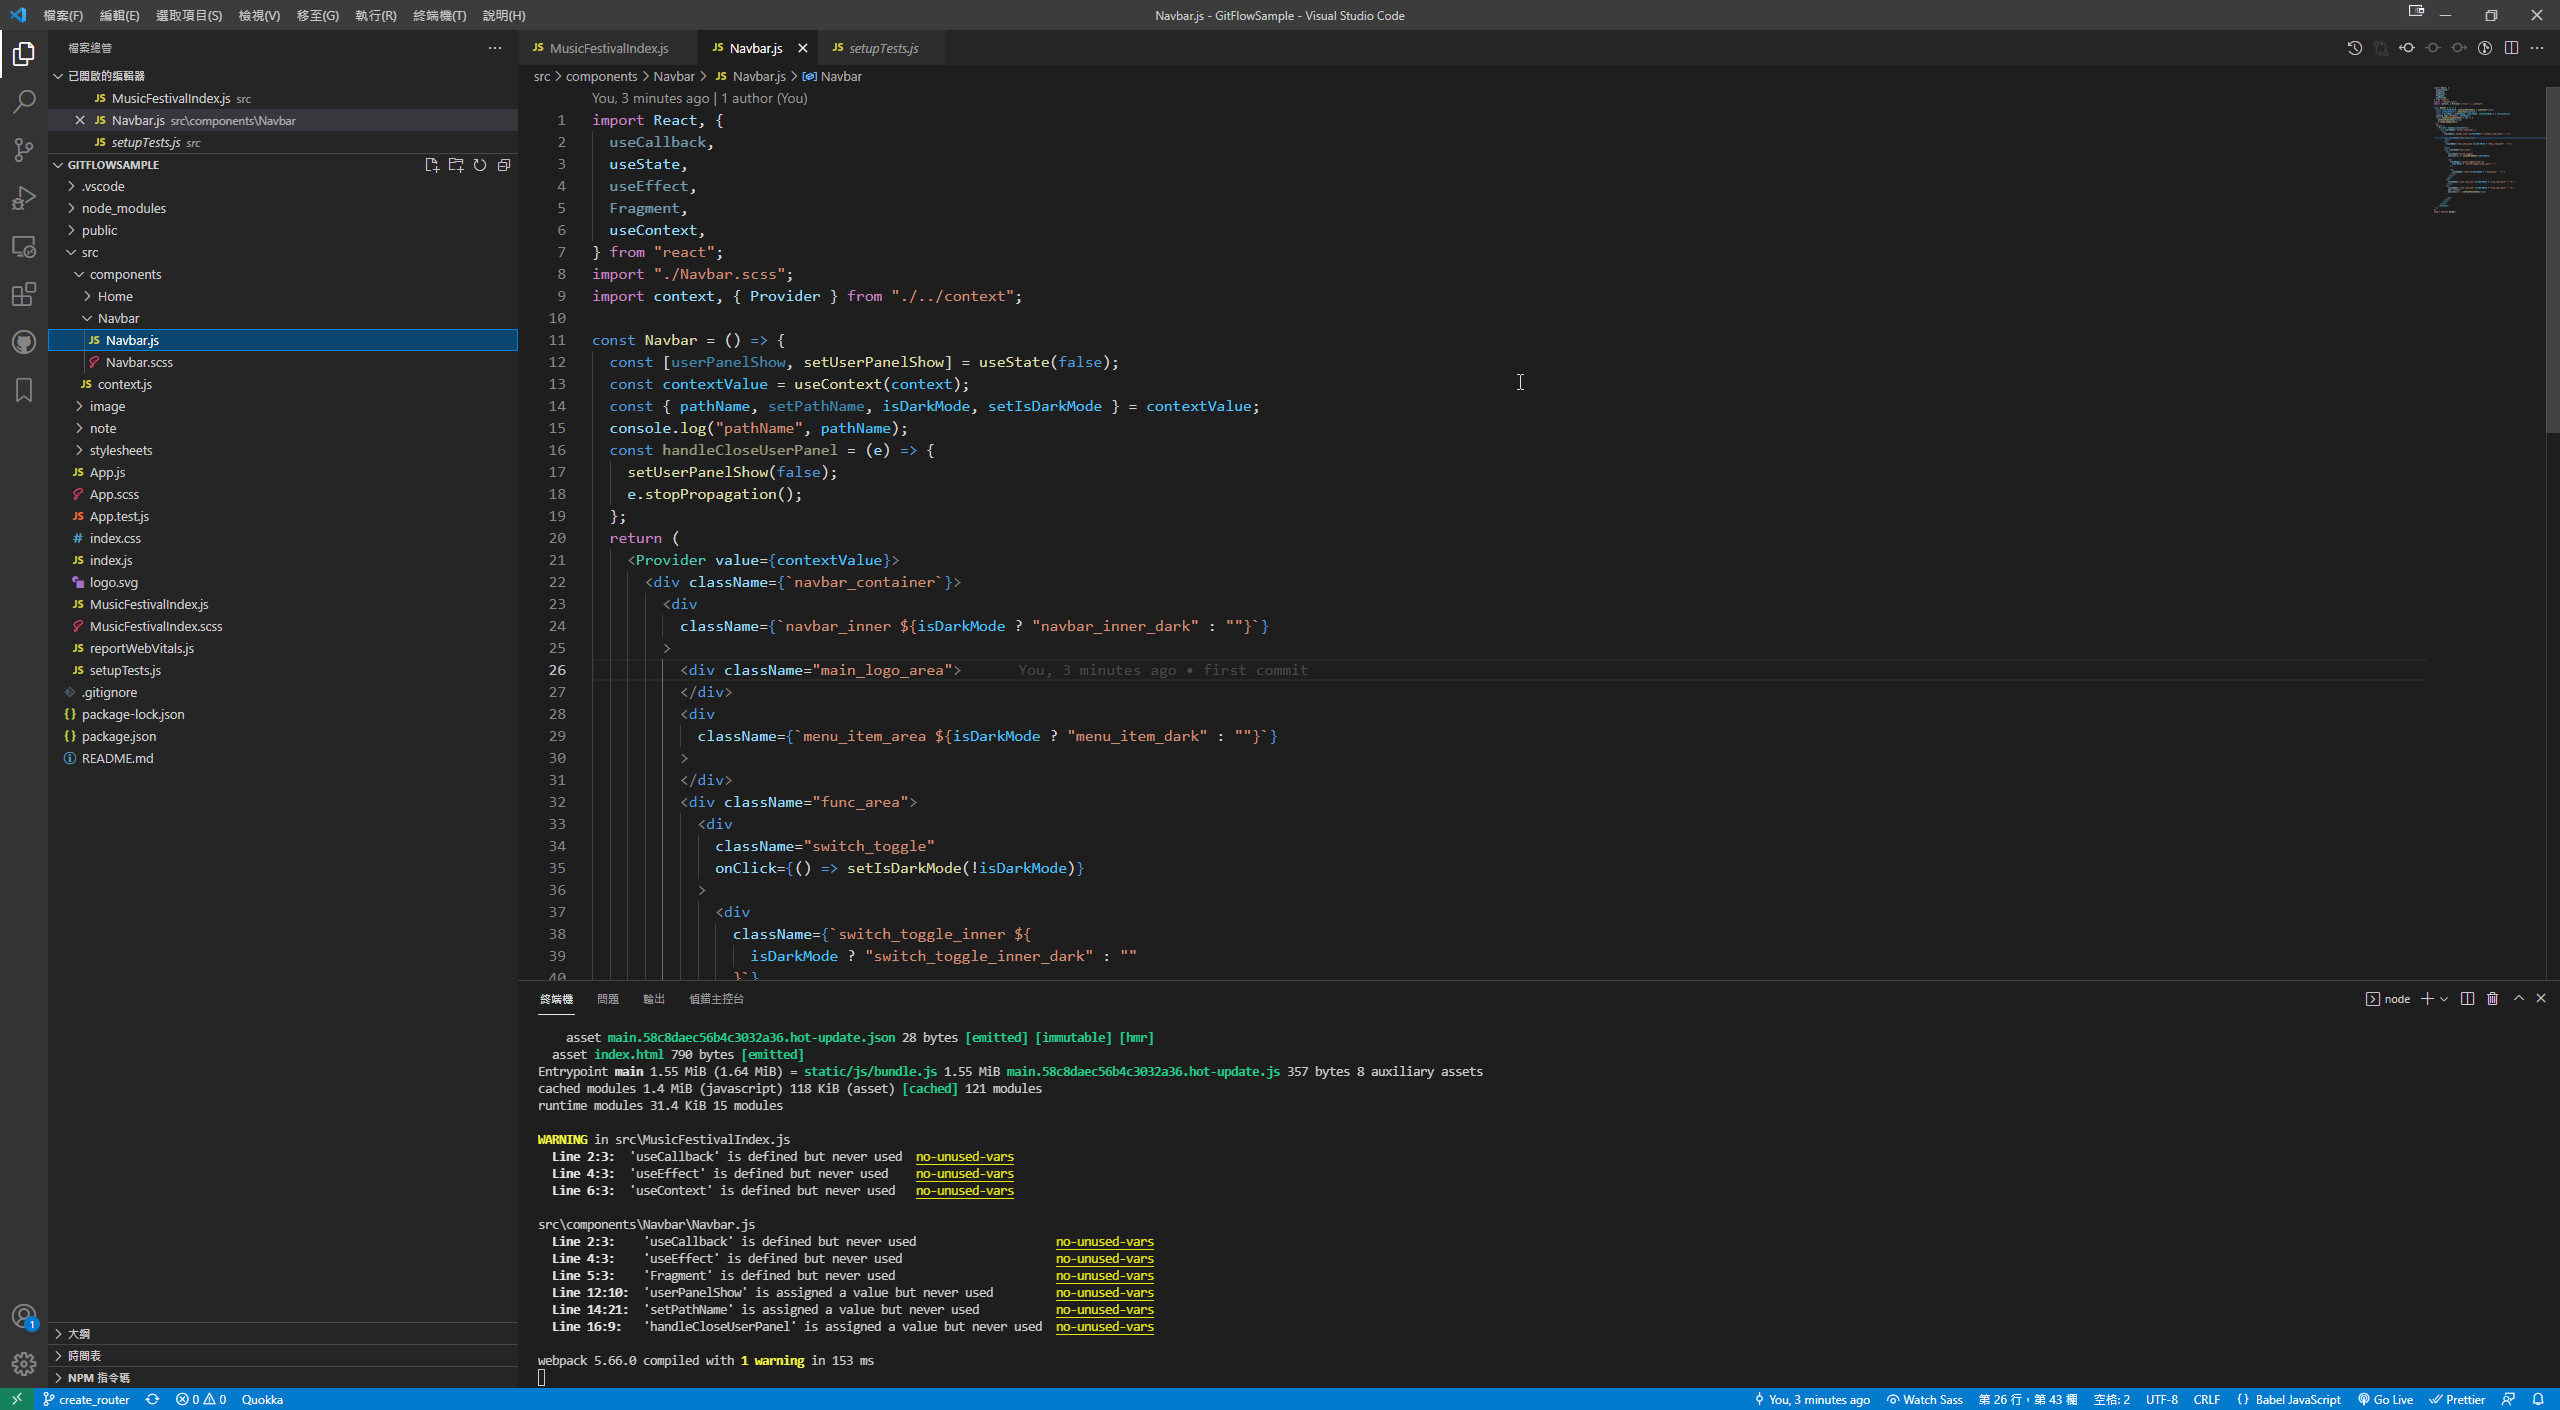 檔案(F) 編輯(E) 選取項目(S) 檢視(V) 移至(G) 執行(R) 終端機(T) 說明(H)
Navbar.js - GitFlowSample - Visual Studio Code
檔案總管
已開啟的編輯器
JS MusicFestivalIndex.js src
JS Navbar.js src\components\Navbar
JS setupTests.js src
GITFLOWSAMPLE
.vscode
node_modules
public
src
components
Home
Navbar
JS Navbar.js
Navbar.scss
JS context.js
image
note
stylesheets
JS App.js
App.scss
JS App.test.js
# index.css
JS index.js
logo.svg
JS MusicFestivalIndex.js
MusicFestivalIndex.scss
JS reportWebVitals.js
JS setupTests.js
.gitignore
{} package-lock.json
{} package.json
README.md
大綱
時間表
NPM 指令碼
JS MusicFestivalIndex.js JS Navbar.js JS setupTests.js
src > components > Navbar > JS Navbar.js > Navbar
You, 3 minutes ago | 1 author (You)
1 import React, {
2 useCallback,
3 useState,
4 useEffect,
5 Fragment,
6 useContext,
7 } from "react";
8 import "./Navbar.scss";
9 import context, { Provider } from "./../context";
10
11 const Navbar = () => {
12 const [userPanelShow, setUserPanelShow] = useState(false);
13 const contextValue = useContext(context);
14 const { pathName, setPathName, isDarkMode, setIsDarkMode } = contextValue;
15 console.log("pathName", pathName);
16 const handleCloseUserPanel = (e) => {
17 setUserPanelShow(false);
18 e.stopPropagation();
19 };
20 return (
21 <Provider value={contextValue}>
22 <div className={`navbar_container`}>
23 <div
24 className={`navbar_inner ${isDarkMode ? "navbar_inner_dark" : ""}`}
25 >
26 <div className="main_logo_area"> You, 3 minutes ago • first commit
27 </div>
28 <div
29 className={`menu_item_area ${isDarkMode ? "menu_item_dark" : ""}`}
30 >
31 </div>
32 <div className="func_area">
33 <div
34 className="switch_toggle"
35 onClick={() => setIsDarkMode(!isDarkMode)}
36 >
37 <div
38 className={`switch_toggle_inner ${
39 isDarkMode ? "switch_toggle_inner_dark" : ""
40 }`}
終端機 問題 輸出 偵錯主控台
node
asset main.58c8daec56b4c3032a36.hot-update.json 28 bytes [emitted] [immutable] [hmr]
asset index.html 790 bytes [emitted]
Entrypoint main 1.55 MiB (1.64 MiB) = static/js/bundle.js 1.55 MiB main.58c8daec56b4c3032a36.hot-update.js 357 bytes 8 auxiliary assets
cached modules 1.4 MiB (javascript) 118 KiB (asset) [cached] 121 modules
runtime modules 31.4 KiB 15 modules
WARNING in src\MusicFestivalIndex.js
Line 2:3: 'useCallback' is defined but never used no-unused-vars
Line 4:3: 'useEffect' is defined but never used no-unused-vars
Line 6:3: 'useContext' is defined but never used no-unused-vars
src\components\Navbar\Navbar.js
Line 2:3: 'useCallback' is defined but never used no-unused-vars
Line 4:3: 'useEffect' is defined but never used no-unused-vars
Line 5:3: 'Fragment' is defined but never used no-unused-vars
Line 12:10: 'userPanelShow' is assigned a value but never used no-unused-vars
Line 14:21: 'setPathName' is assigned a value but never used no-unused-vars
Line 16:9: 'handleCloseUserPanel' is assigned a value but never used no-unused-vars
webpack 5.66.0 compiled with 1 warning in 153 ms
1
create_router 0 0 Quokka
You, 3 minutes ago Watch Sass 第 26 行，第 43 欄 空格: 2 UTF-8 CRLF {} Babel JavaScript Go Live Prettier